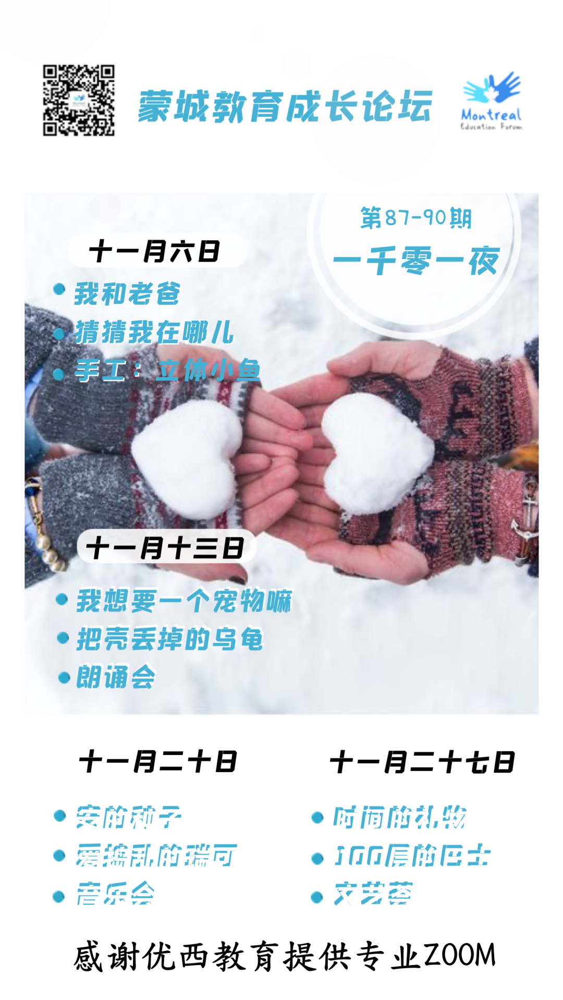 蒙城教育成长论坛
Montreal
Education Forum
第87-90期
一千零一夜
十一月六日
我和老爸
猜猜我在哪儿
手工：立体小鱼
十一月十三日
我想要一个宠物嘛
把壳丢掉的乌龟
朗诵会
十一月二十日
安的种子
爱捣乱的瑞可
音乐会
十一月二十七日
时间的礼物
100层的巴士
文艺荟
感谢优西教育提供专业ZOOM